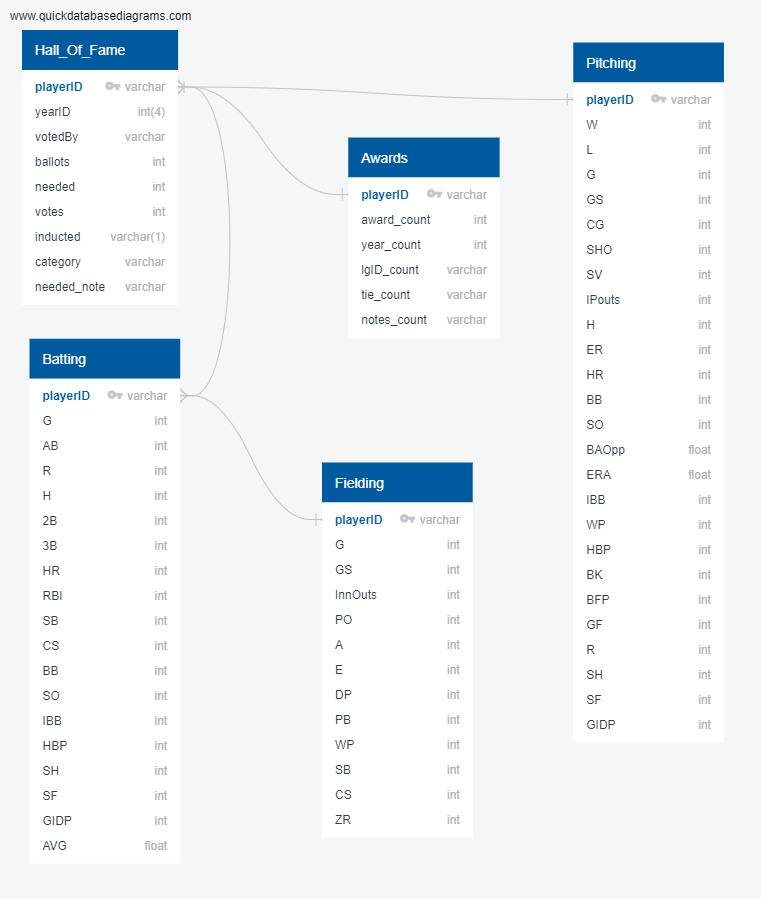 www.quickdatabasediagrams.com
Hall_Of_Fame
playerID varchar
yearID int(4)
votedBy varchar
ballots int
needed int
votes int
inducted varchar(1)
category varchar
needed_note varchar
Awards
playerID varchar
award_count int
year_count int
lgID_count varchar
tie_count varchar
notes_count varchar
Pitching
playerID varchar
W int
L int
G int
GS int
CG int
SHO int
SV int
IPouts int
H int
ER int
HR int
BB int
SO int
BAOpp float
ERA float
IBB int
WP int
HBP int
BK int
BFP int
GF int
R int
SH int
SF int
GIDP int
Batting
playerID varchar
G int
AB int
R int
H int
2B int
3B int
HR int
RBI int
SB int
CS int
BB int
SO int
IBB int
HBP int
SH int
SF int
GIDP int
AVG float
Fielding
playerID varchar
G int
GS int
InnOuts int
PO int
A int
E int
DP int
PB int
WP int
SB int
CS int
ZR int